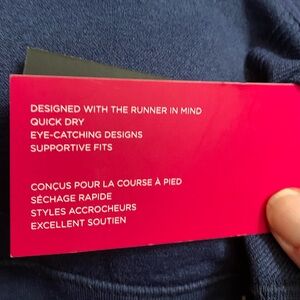 DESIGNED WITH THE RUNNER IN MIND
QUICK DRY
EYE-CATCHING DESIGNS
SUPPORTIVE FITS
CONÇUS POUR LA COURSE À PIED
SÉCHAGE RAPIDE
STYLES ACCROCHEURS
EXCELLENT SOUTIEN